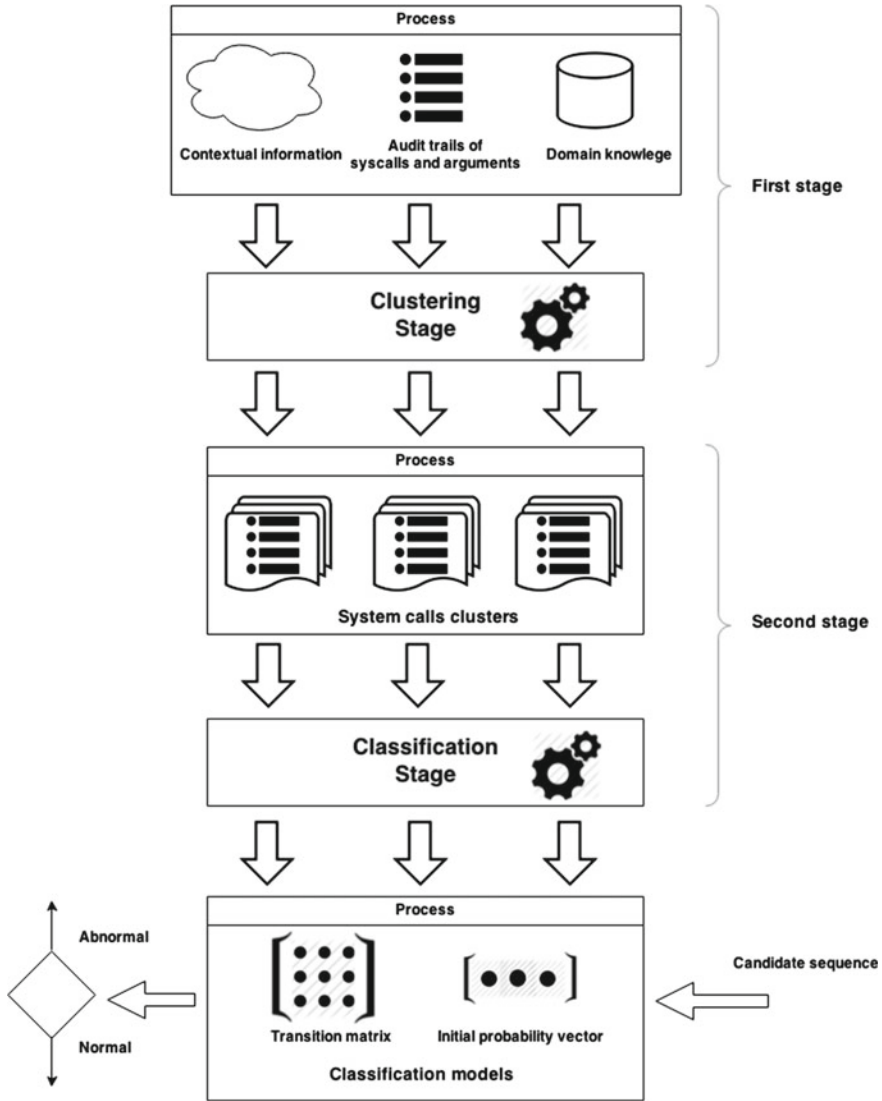 Process
Contextual information
Audit trails of
syscalls and arguments
Domain knowlege
First stage
Clustering
Stage
Process
System calls clusters
Second stage
Classification
Stage
Process
Abnormal
Normal
Transition matrix
Initial probability vector
Classification models
Candidate sequence